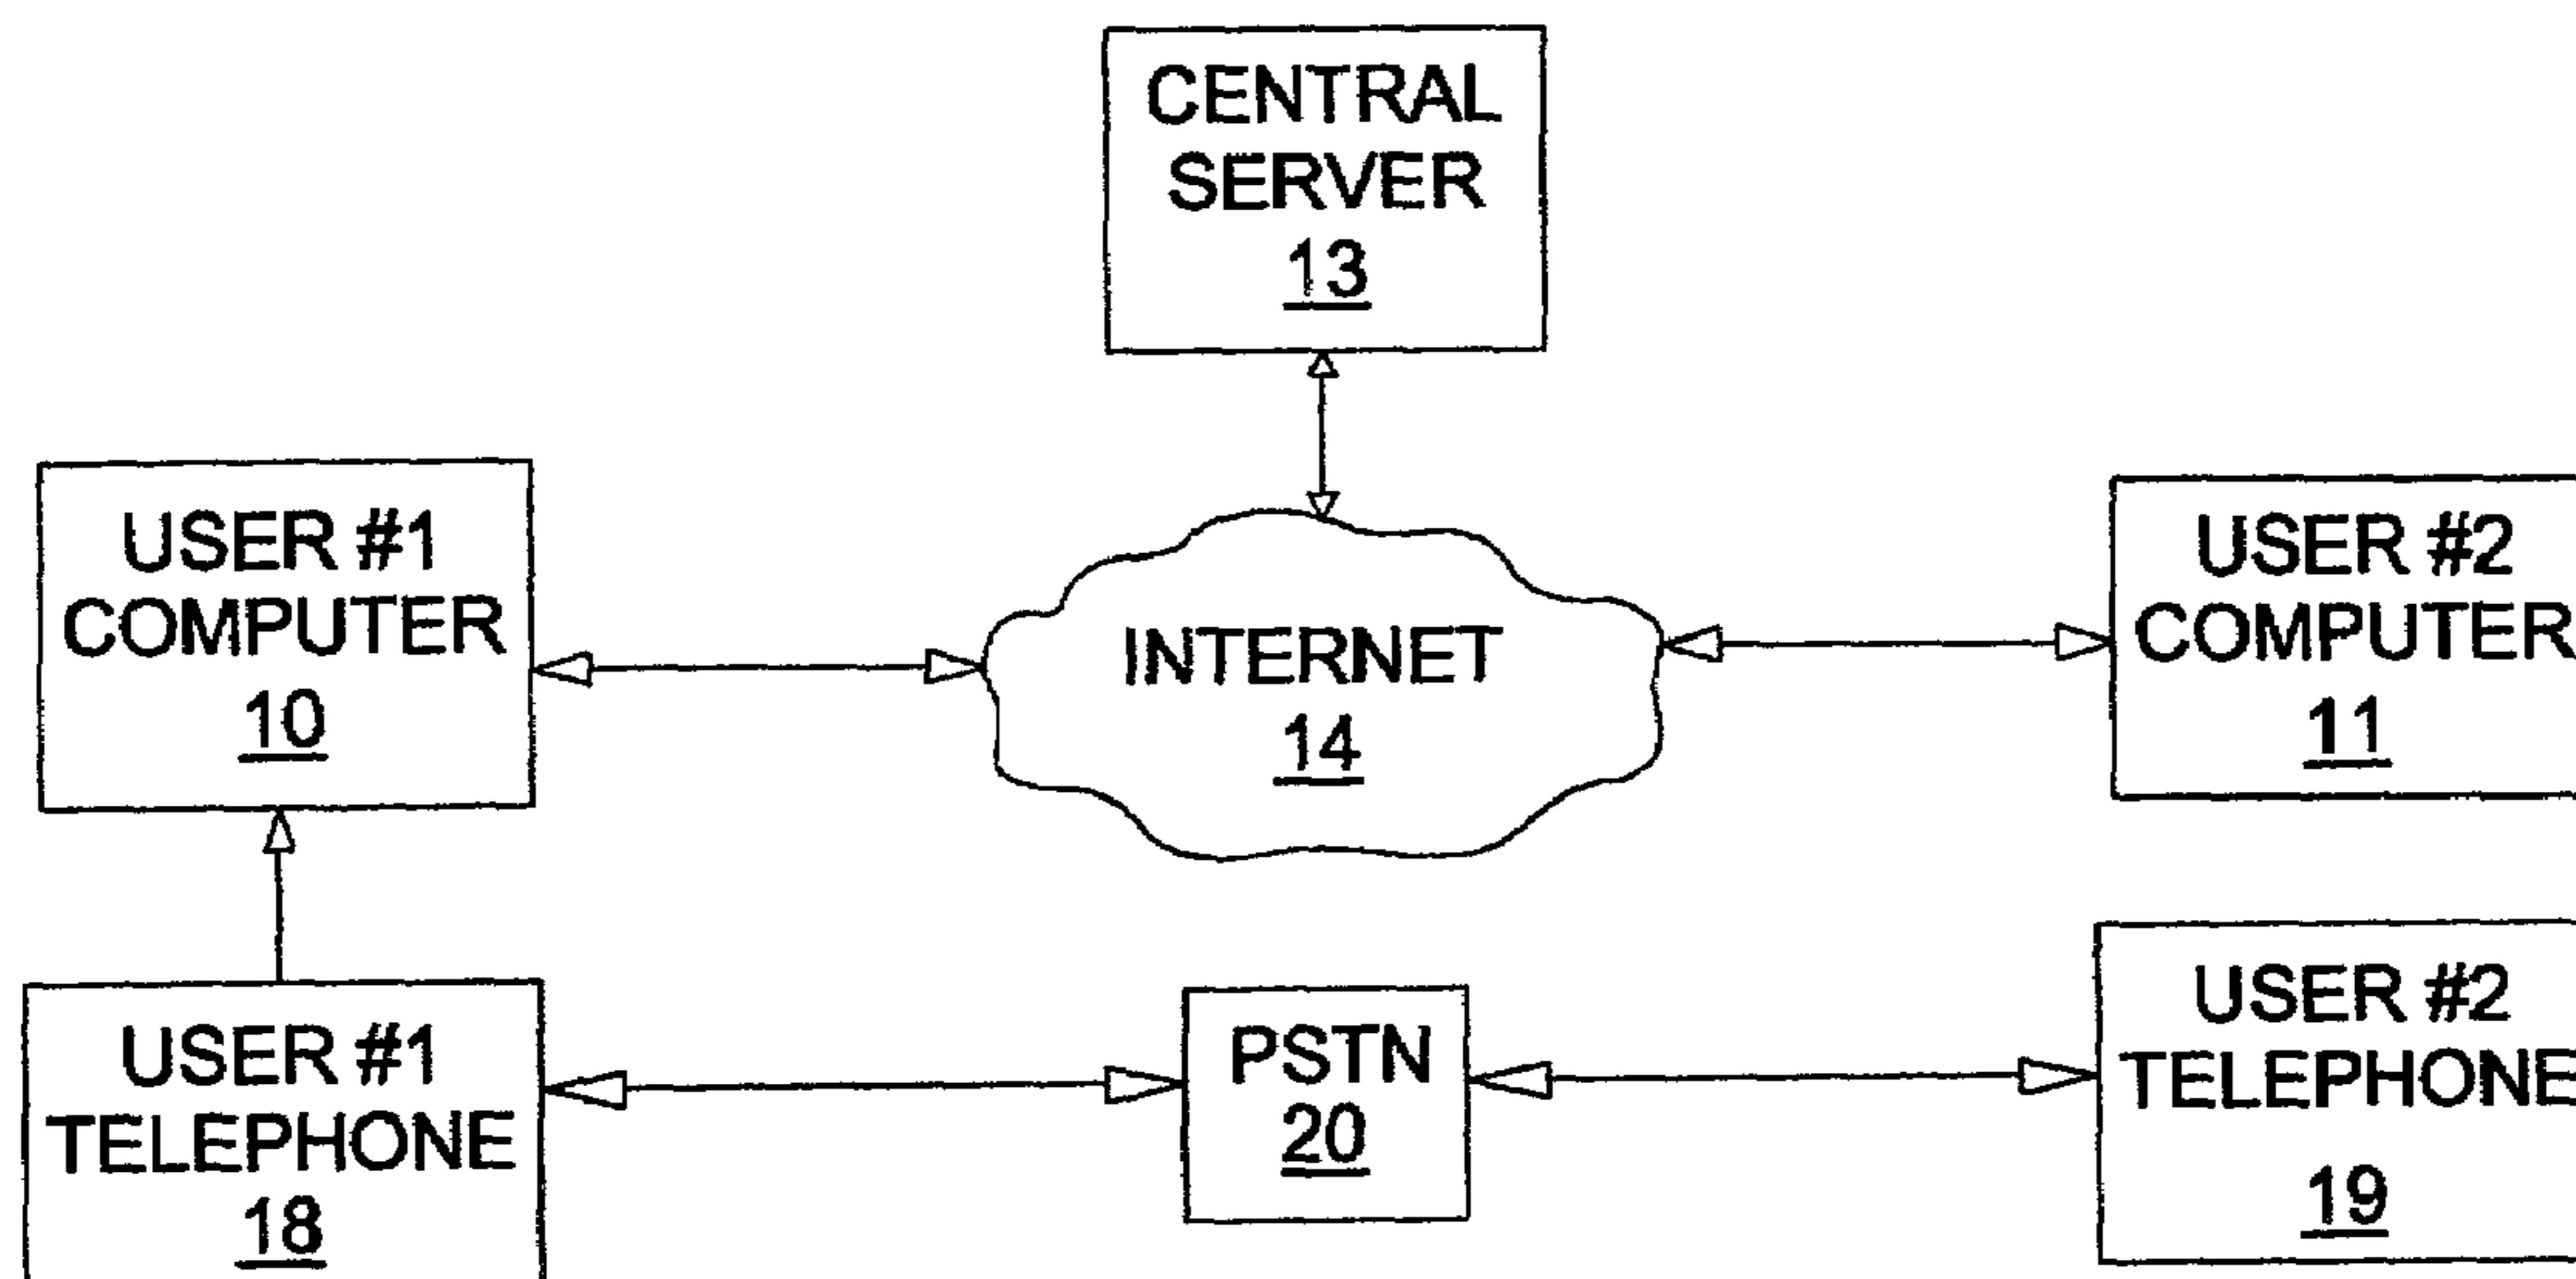 CENTRAL
SERVER
13
USER #1
COMPUTER
10
INTERNET
14
USER #2
COMPUTER
11
USER #1
TELEPHONE
18
PSTN
20
USER #2
TELEPHONE
19